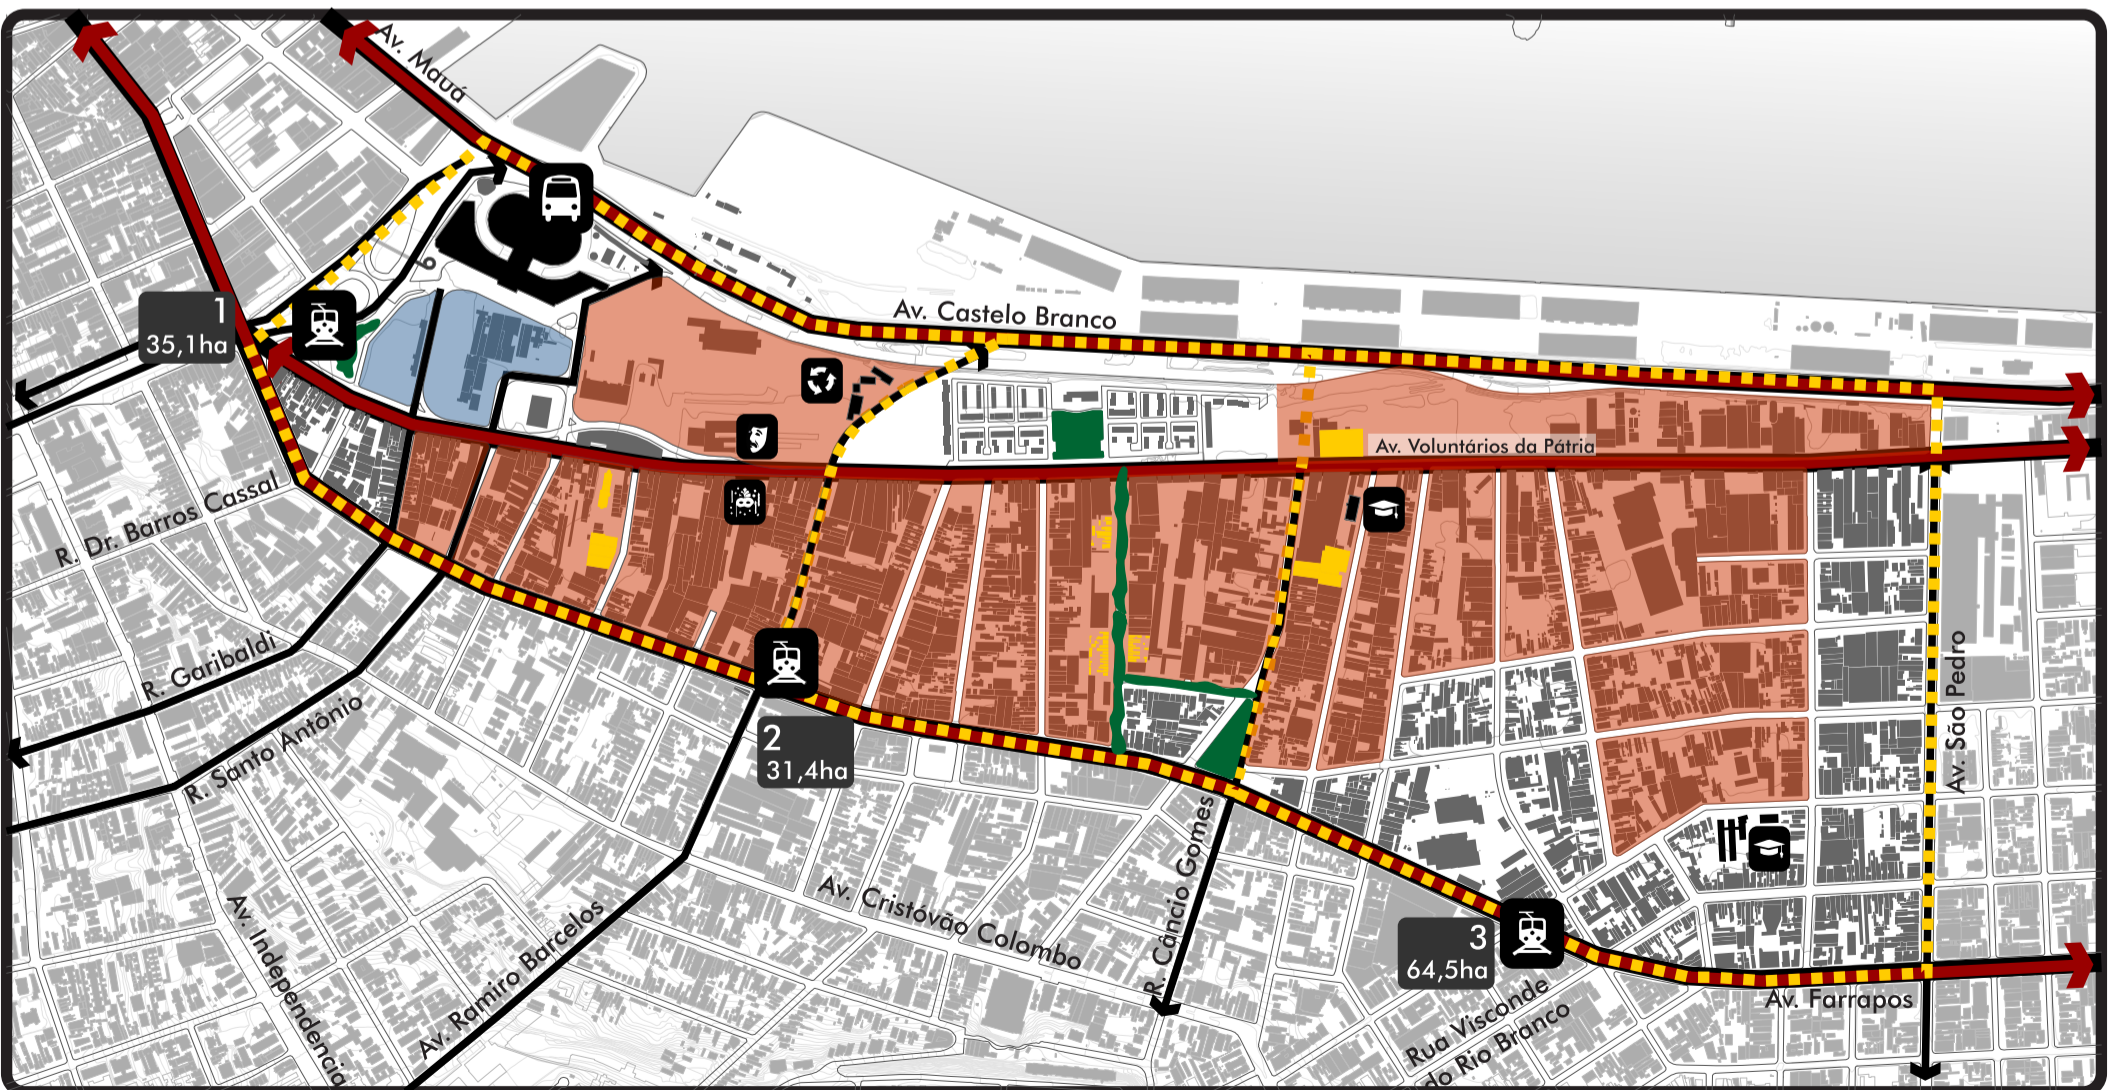 Av. Mauá
Av. Castelo Branco
1
35,1ha
Av. Voluntários da Pátria
R. Dr. Barros Cassal
R. Garibaldi
R. Santo Antônio
Av. São Pedro
2
31,4ha
R. Câncio Gomes
Av. Cristóvão Colombo
Av. Independencia
Av. Ramiro Barcelos
3
64,5ha
Av. Farrapos
Rua Visconde
do Rio Branco